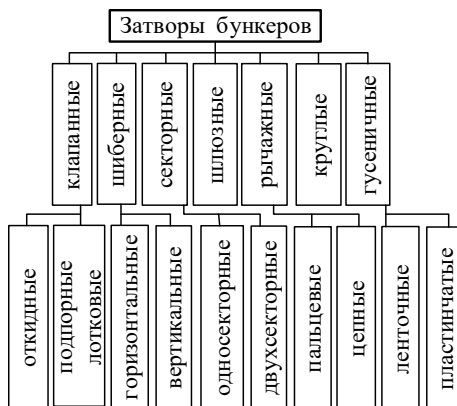 Затворы бункеров
клапанные
шиберные
секторные
шлюзные
рычажные
круглые
гусеничные
откидные
подпорные
лотковые
горизонтальные
вертикальные
односекторные
двухсекторные
пальцевые
цепные
ленточные
пластинчатые